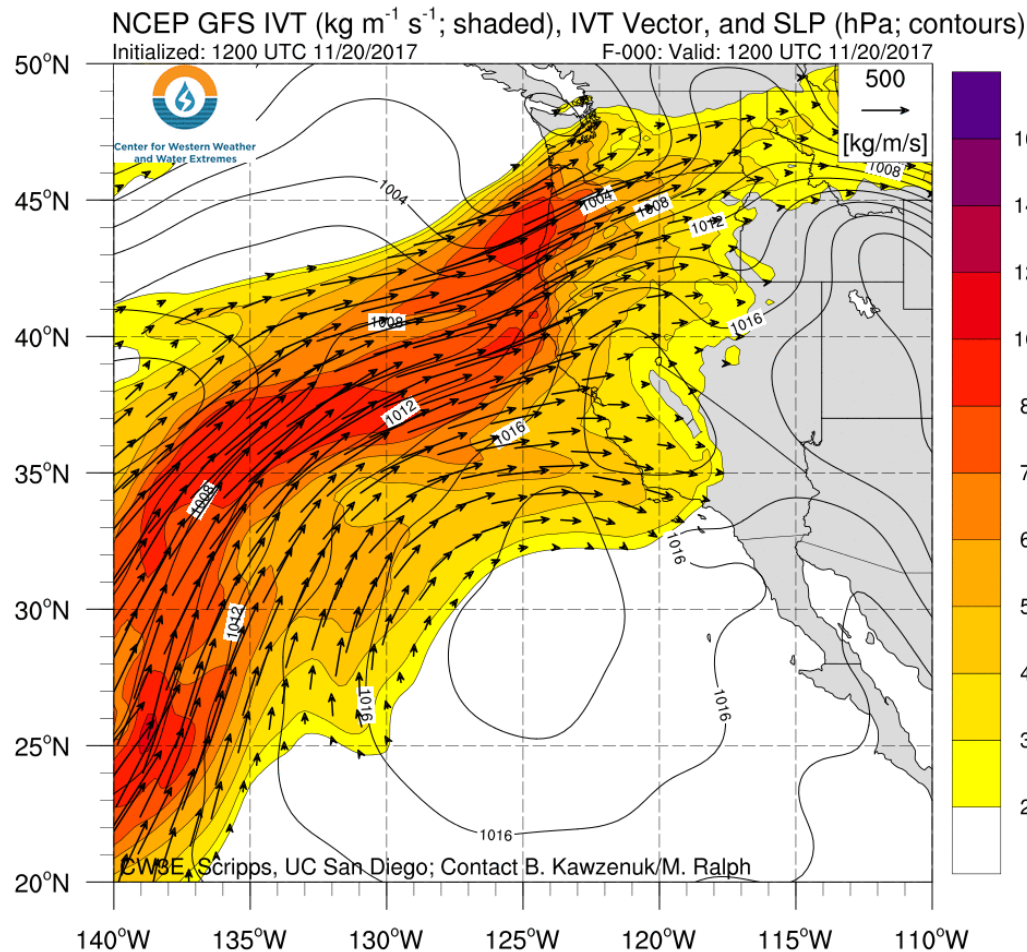 NCEP GFS IVT (kg m⁻¹ s⁻¹; shaded), IVT Vector, and SLP (hPa; contours)
Initialized: 1200 UTC 11/20/2017 F-000: Valid: 1200 UTC 11/20/2017
50°N
45°N
40°N
35°N
30°N
25°N
20°N
Center for Western Weather
and Water Extremes
500
[kg/m/s]
1008
1004
1004
1008
1012
1008
1016
1012
1016
1008
1016
1012
1016
1016
1016
CW3E, Scripps, UC San Diego; Contact B. Kawzenuk/M. Ralph
140°W 135°W 130°W 125°W 120°W 115°W 110°W